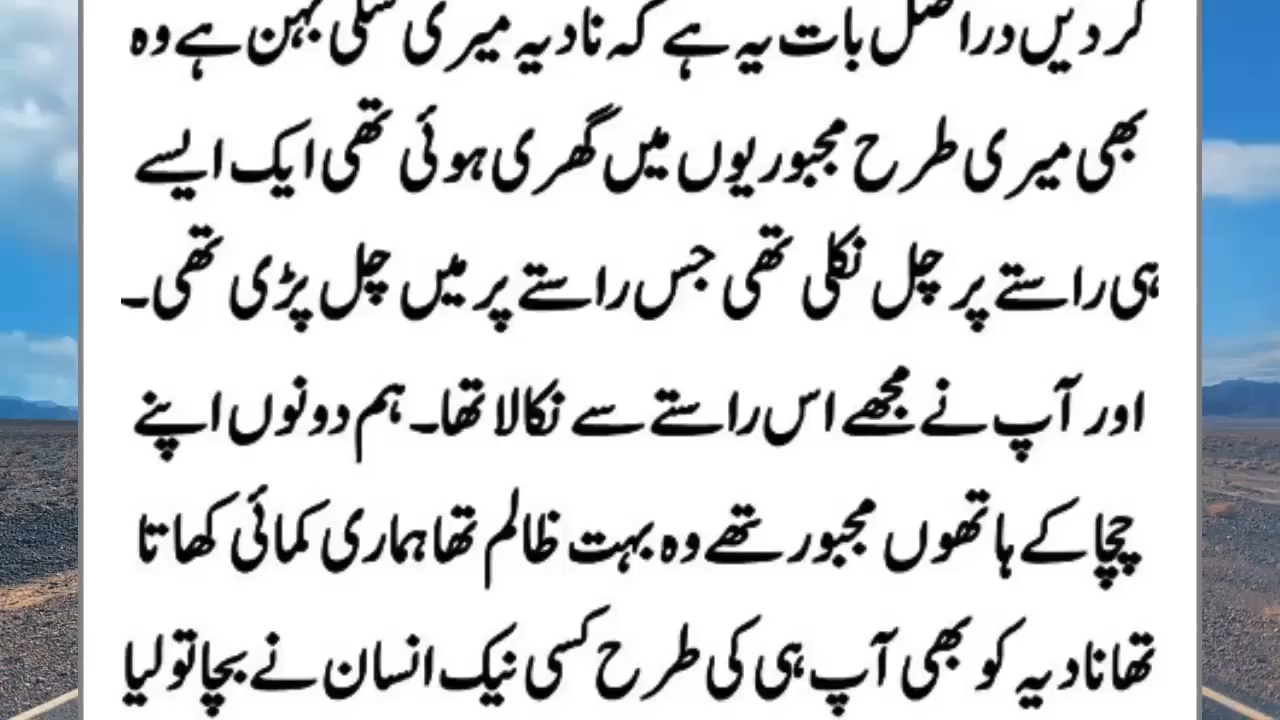 کر دیں دراصل بات یہ ہے کہ نادیہ میری سگی بہن ہے وہ
بھی میری طرح مجبوریوں میں گھری ہوئی تھی ایک ایسے
ہی راستے پر چل نکلی تھی جس راستے پر میں چل پڑی تھی۔
اور آپ نے مجھے اس راستے سے نکالا تھا۔ ہم دونوں اپنے
چچا کے ہاتھوں مجبور تھے وہ بہت ظالم تھا ہماری کمائی کھاتا
تھا نادیہ کو بھی آپ ہی کی طرح کسی نیک انسان نے بچا تو لیا